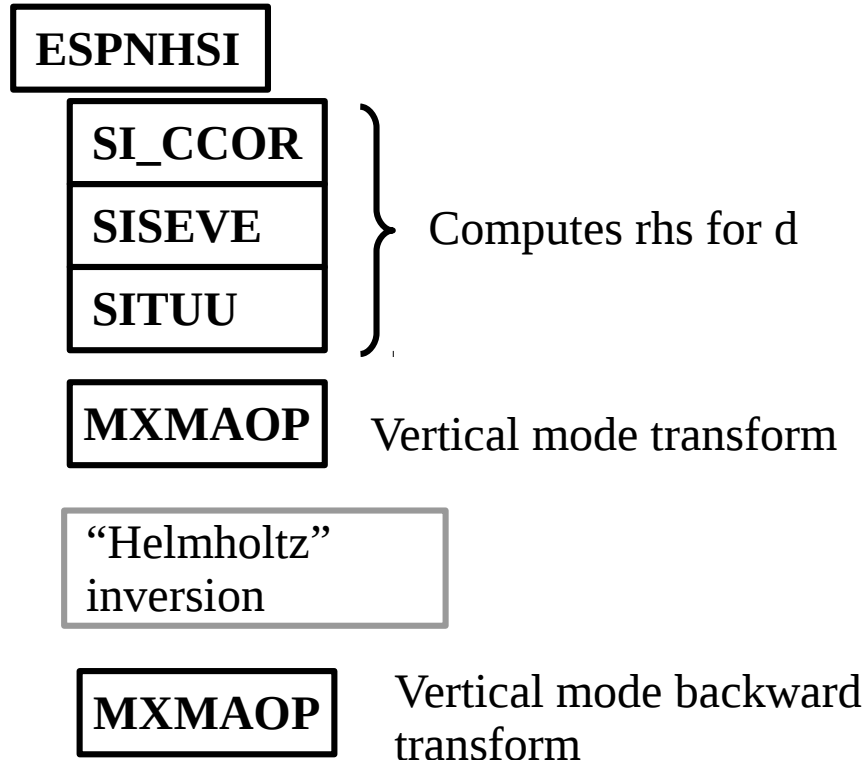 ESPNHSI
SI_CCOR
SISEVE
Computes rhs for d
SITUU
MXMAOP
Vertical mode transform
“Helmholtz”
inversion
MXMAOP
Vertical mode backward
transform